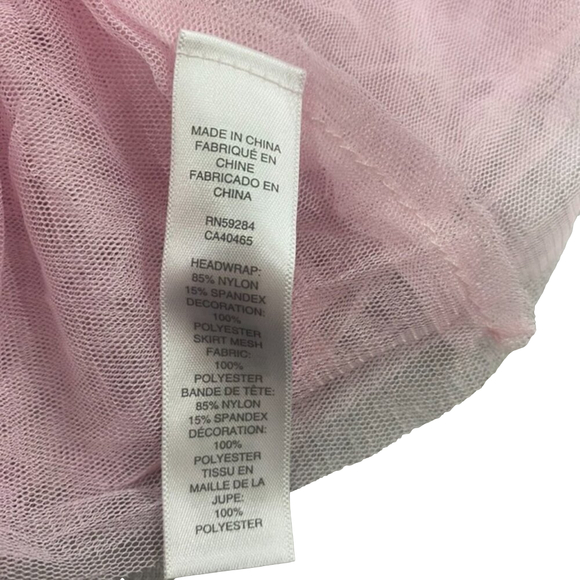 MADE IN CHINA
FABRIQUÉ EN
CHINE
FABRICADO EN
CHINA
RN59284
CA40465
HEADWRAP:
85% NYLON
15% SPANDEX
DECORATION:
100%
POLYESTER
SKIRT MESH
FABRIC:
100%
POLYESTER
BANDE DE TÊTE:
85% NYLON
15% SPANDEX
DÉCORATION:
100%
POLYESTER
TISSU EN
MAILLE DE LA
JUPE:
100%
POLYESTER